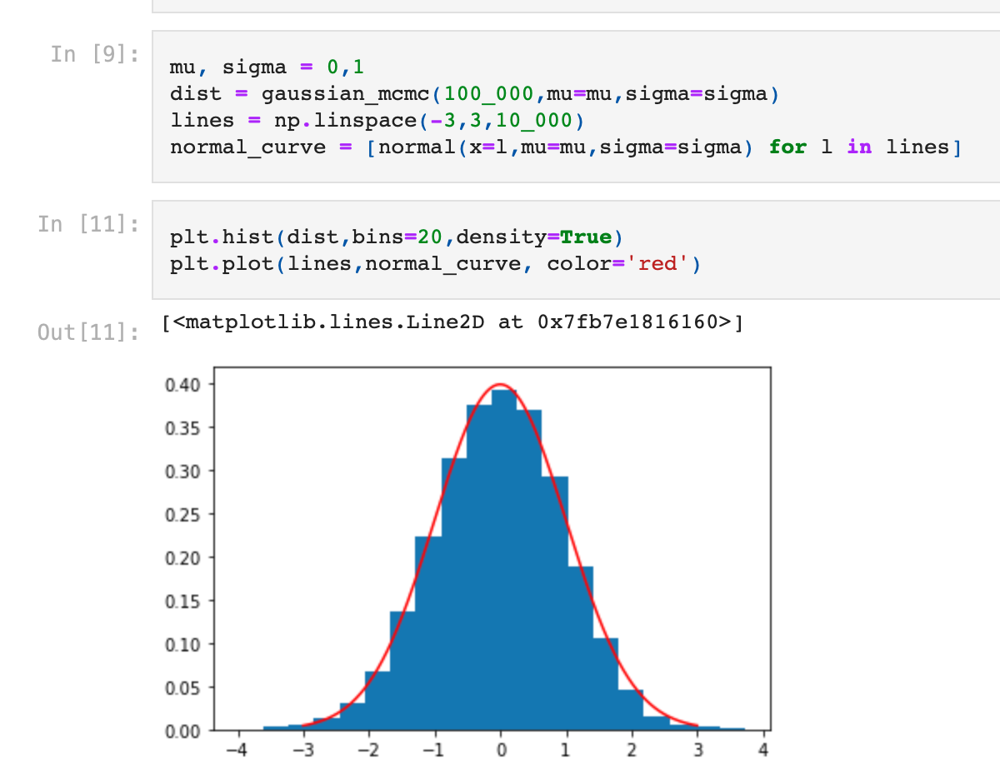 In [9]:
mu, sigma = 0,1
dist = gaussian_mcmc(100_000,mu=mu,sigma=sigma)
lines = np.linspace(-3,3,10_000)
normal_curve = [normal(x=l,mu=mu,sigma=sigma) for l in lines]
In [11]:
plt.hist(dist,bins=20,density=True)
plt.plot(lines,normal_curve, color='red')
Out[11]:
[<matplotlib.lines.Line2D at 0x7fb7e1816160>]
0.40
0.35
0.30
0.25
0.20
0.15
0.10
0.05
0.00
−4 −3 −2 −1 0 1 2 3 4